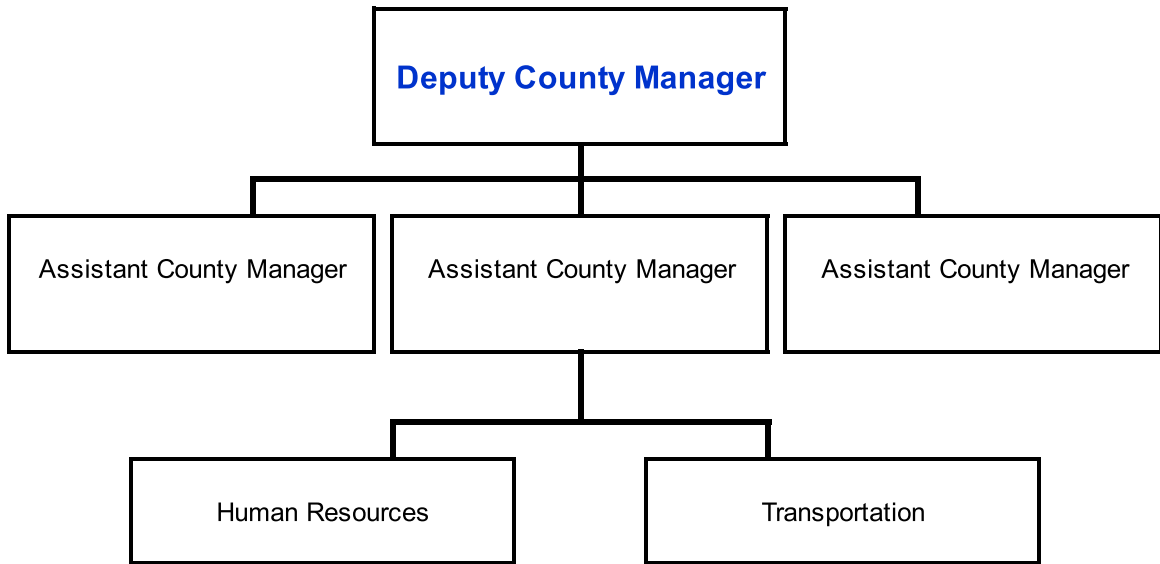 Deputy County Manager
Assistant County Manager
Assistant County Manager
Assistant County Manager
Human Resources
Transportation